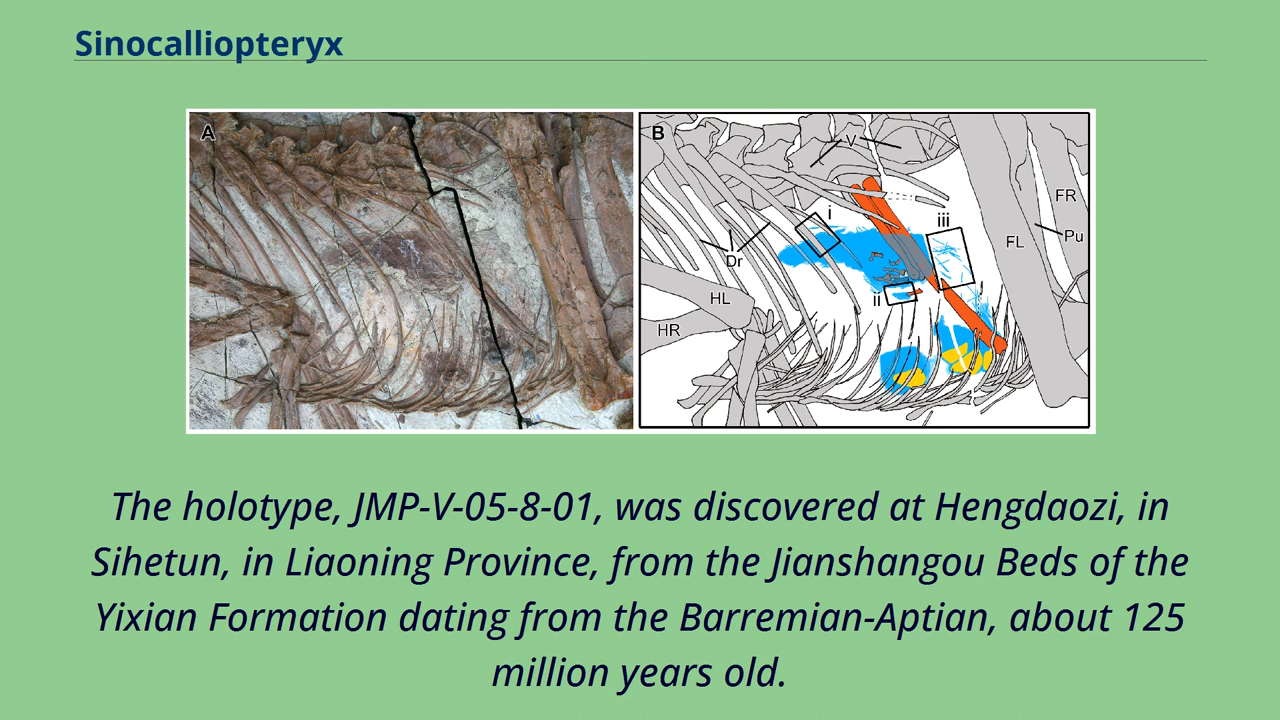 Sinocalliopteryx
A
B
V
i
iii
FR
Dr
FL
Pu
HL
ii
HR
The holotype, JMP-V-05-8-01, was discovered at Hengdaozi, in
Sihetun, in Liaoning Province, from the Jianshangou Beds of the
Yixian Formation dating from the Barremian-Aptian, about 125
million years old.